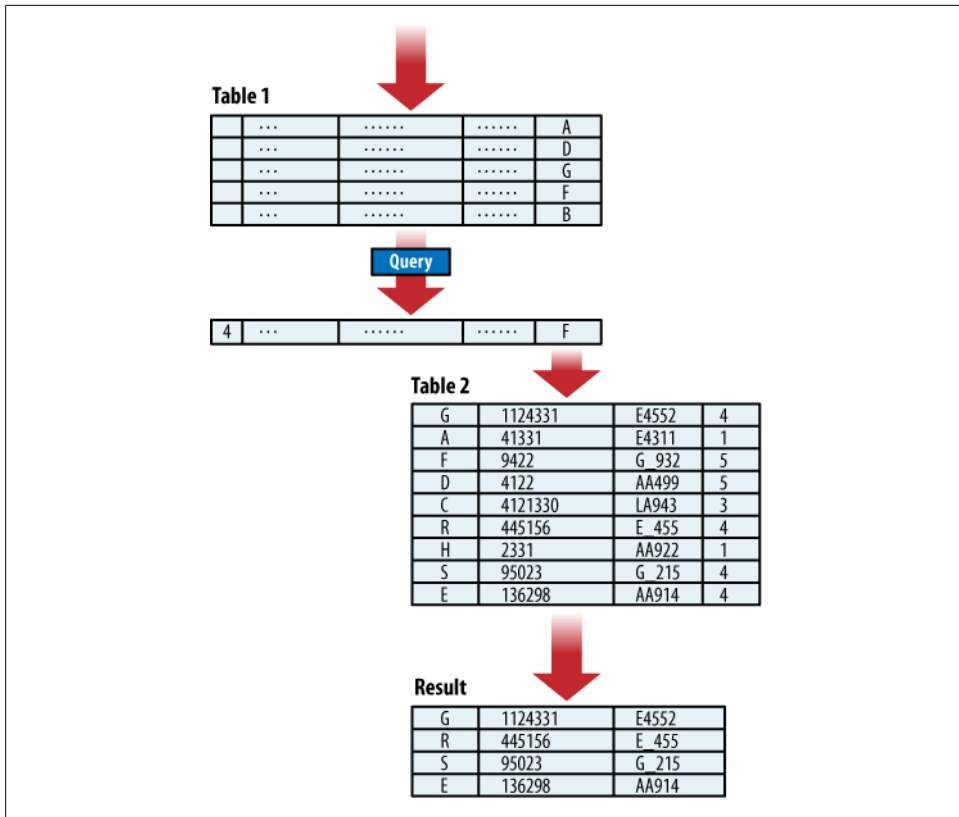 Table 1
... ...... ...... A
... ...... ...... D
... ...... ...... G
... ...... ...... F
... ...... ...... B
Query
4 ... ...... ...... F
Table 2
G 1124331 E4552 4
A 41331 E4311 1
F 9422 G_932 5
D 4122 AA499 5
C 4121330 LA943 3
R 445156 E_455 4
H 2331 AA922 1
S 95023 G_215 4
E 136298 AA914 4
Result
G 1124331 E4552
R 445156 E_455
S 95023 G_215
E 136298 AA914